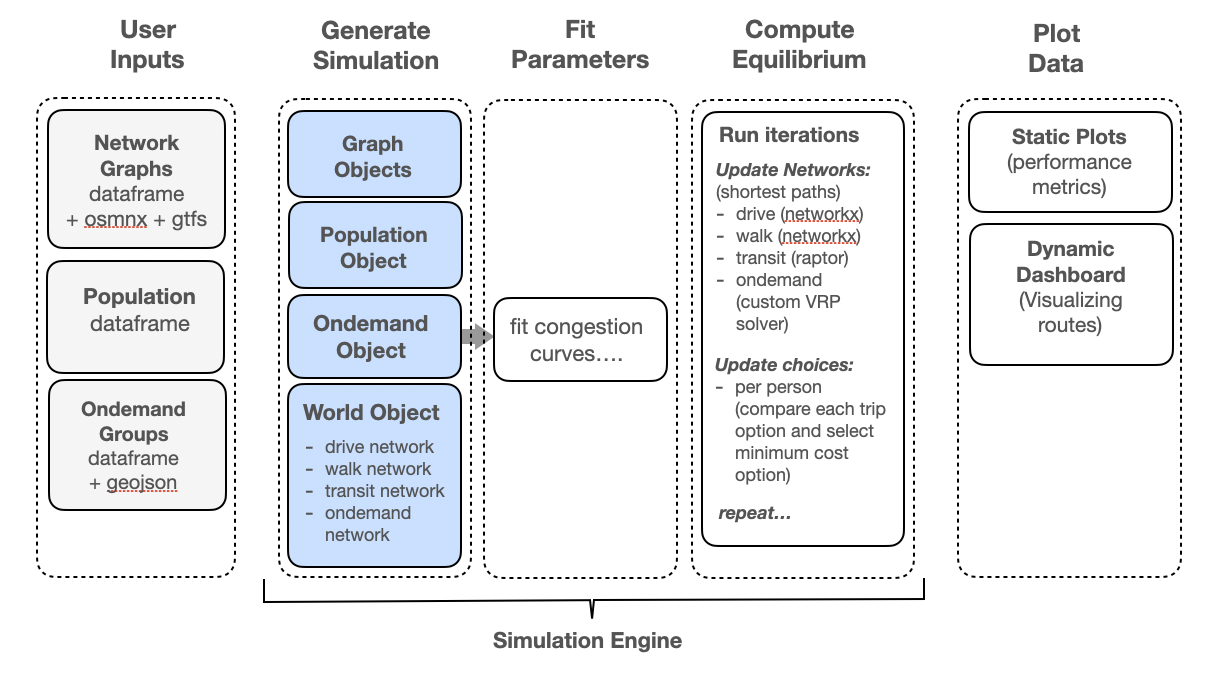 User
Inputs
Generate
Simulation
Fit
Parameters
Compute
Equilibrium
Plot
Data
Network
Graphs
dataframe
+ osmnx + gtfs
Population
dataframe
Ondemand
Groups
dataframe
+ geojson
Graph
Objects
Population
Object
Ondemand
Object
World Object
- drive network
- walk network
- transit network
- ondemand
network
fit congestion
curves....
Run iterations
Update Networks:
(shortest paths)
- drive (networkx)
- walk (networkx)
- transit (raptor)
- ondemand
(custom VRP
solver)
Update choices:
- per person
(compare each trip
option and select
minimum cost
option)
repeat...
Static Plots
(performance
metrics)
Dynamic
Dashboard
(Visualizing
routes)
Simulation Engine